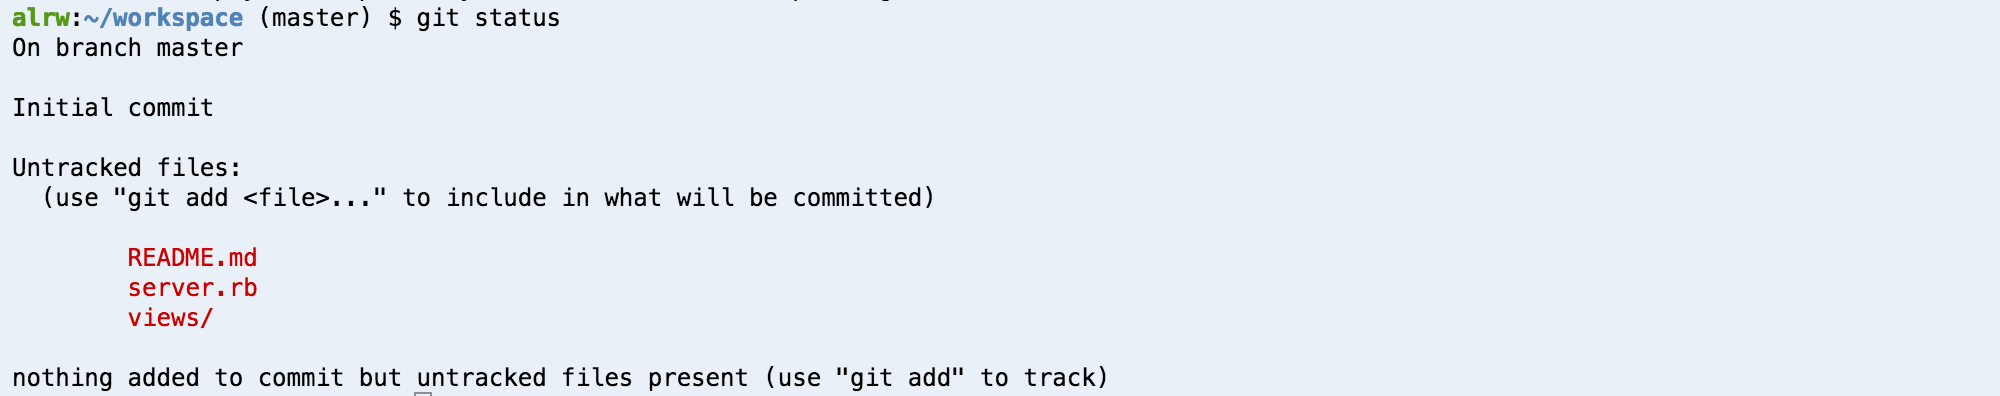 alrw:~/workspace (master) $ git status
On branch master
Initial commit
Untracked files:
  (use "git add <file>..." to include in what will be committed)
        README.md
        server.rb
        views/
nothing added to commit but untracked files present (use "git add" to track)